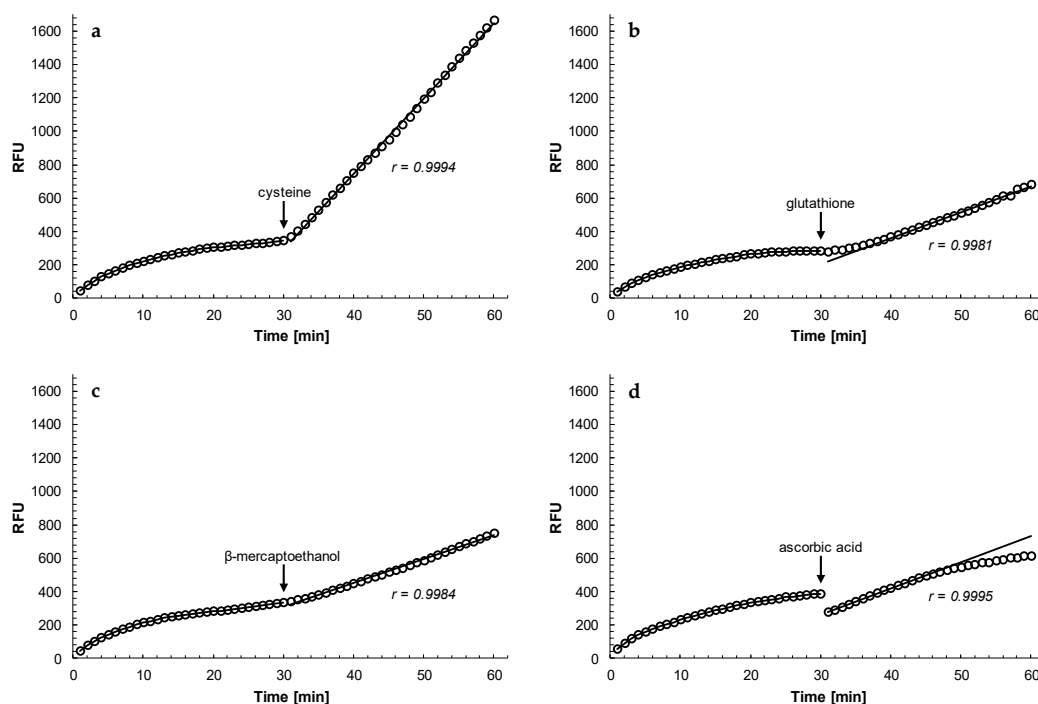 a
RFU
1600
1400
1200
1000
800
600
400
200
0
cysteine
r = 0.9994
0 10 20 30 40 50 60
Time [min]
b
RFU
1600
1400
1200
1000
800
600
400
200
0
glutathione
r = 0.9981
0 10 20 30 40 50 60
Time [min]
c
RFU
1600
1400
1200
1000
800
600
400
200
0
β-mercaptoethanol
r = 0.9984
0 10 20 30 40 50 60
Time [min]
d
RFU
1600
1400
1200
1000
800
600
400
200
0
ascorbic acid
r = 0.9995
0 10 20 30 40 50 60
Time [min]